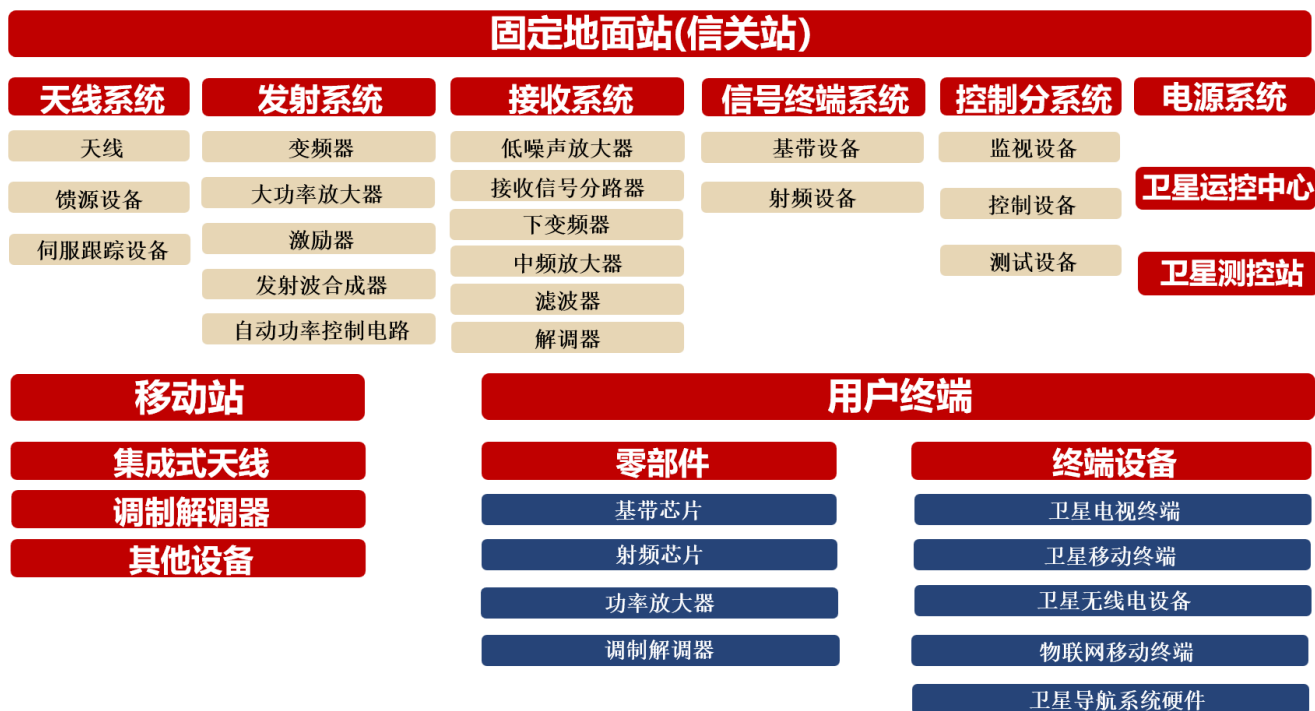 固定地面站(信关站)
天线系统
天线
馈源设备
伺服跟踪设备
发射系统
变频器
大功率放大器
激励器
发射波合成器
自动功率控制电路
接收系统
低噪声放大器
接收信号分路器
下变频器
中频放大器
滤波器
解调器
信号终端系统
基带设备
射频设备
控制分系统
监视设备
控制设备
测试设备
电源系统
卫星运控中心
卫星测控站
移动站
集成式天线
调制解调器
其他设备
用户终端
零部件
基带芯片
射频芯片
功率放大器
调制解调器
终端设备
卫星电视终端
卫星移动终端
卫星无线电设备
物联网移动终端
卫星导航系统硬件